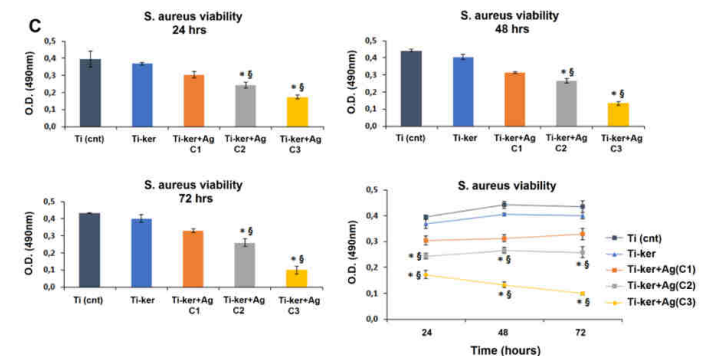 C
S. aureus viability
24 hrs
O.D. (490nm)
0,5
0,4
0,3
0,2
0,1
0,0
* §
* §
Ti (cnt) Ti-ker Ti-ker+Ag Ti-ker+Ag Ti-ker+Ag
C1 C2 C3
S. aureus viability
48 hrs
O.D. (490nm)
0,5
0,4
0,3
0,2
0,1
0,0
* §
* §
Ti (cnt) Ti-ker Ti-ker+Ag Ti-ker+Ag Ti-ker+Ag
C1 C2 C3
S. aureus viability
72 hrs
O.D. (490nm)
0,5
0,4
0,3
0,2
0,1
0,0
* §
* §
Ti (cnt) Ti-ker Ti-ker+Ag Ti-ker+Ag Ti-ker+Ag
C1 C2 C3
S. aureus viability
O.D. (490nm)
0,5
0,4
0,3
0,2
0,1
0,0
* §
* §
* §
* §
* §
* §
24 48 72
Time (hours)
Ti (cnt)
Ti-ker
Ti-ker+Ag(C1)
Ti-ker+Ag(C2)
Ti-ker+Ag(C3)